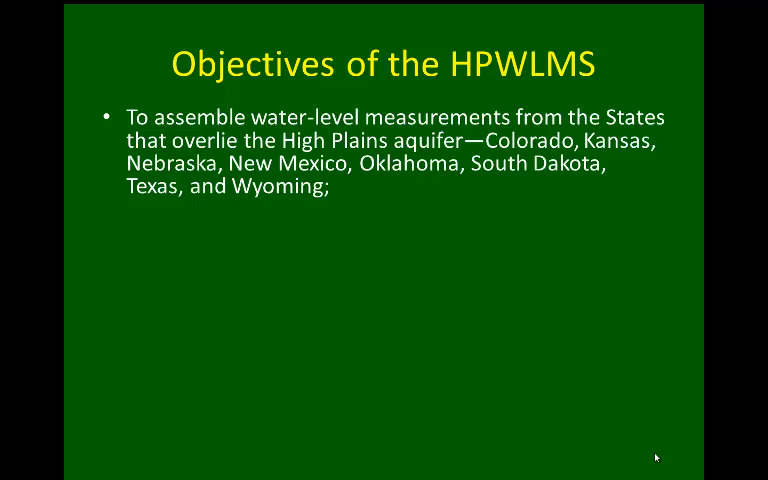 Objectives of the HPWLMS
• To assemble water-level measurements from the States
that overlie the High Plains aquifer—Colorado, Kansas,
Nebraska, New Mexico, Oklahoma, South Dakota,
Texas, and Wyoming;